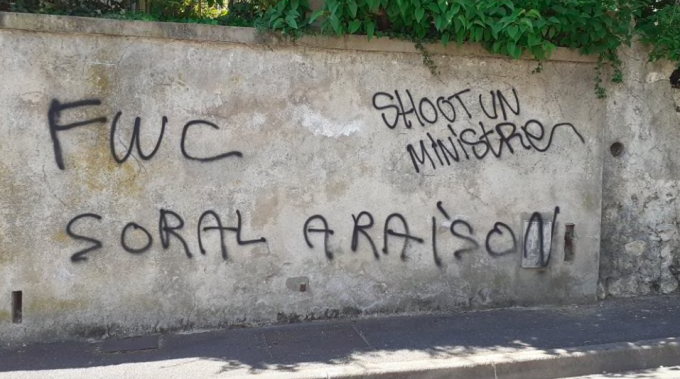 FWC
SHOOT UN
MINISTRE
SORAL A RAISON